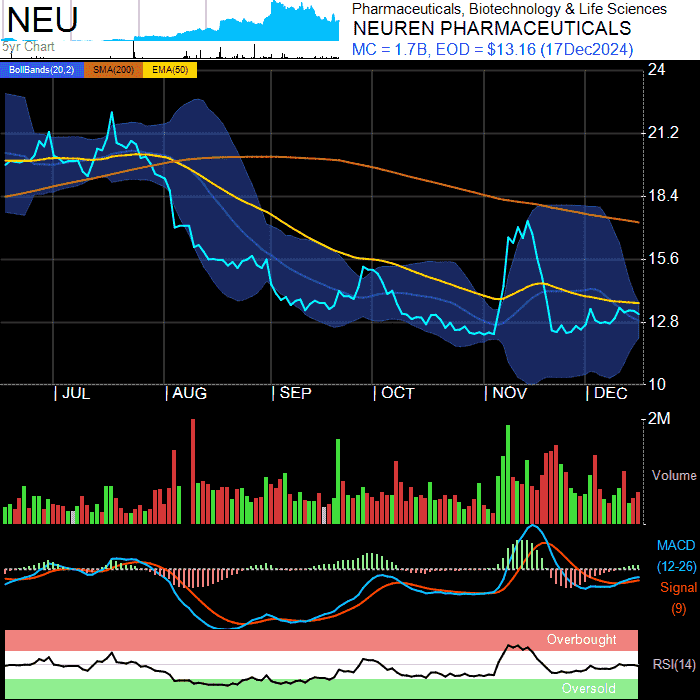 NEU
5yr Chart
Pharmaceuticals, Biotechnology & Life Sciences
NEUREN PHARMACEUTICALS
MC = 1.7B, EOD = $13.16 (17Dec2024)
BollBands(20,2) SMA(200) EMA(50)
24
21.2
18.4
15.6
12.8
10
| JUL | AUG | SEP | OCT | NOV | DEC
2M
Volume
MACD
(12-26)
Signal
(9)
Overbought
RSI(14)
Oversold